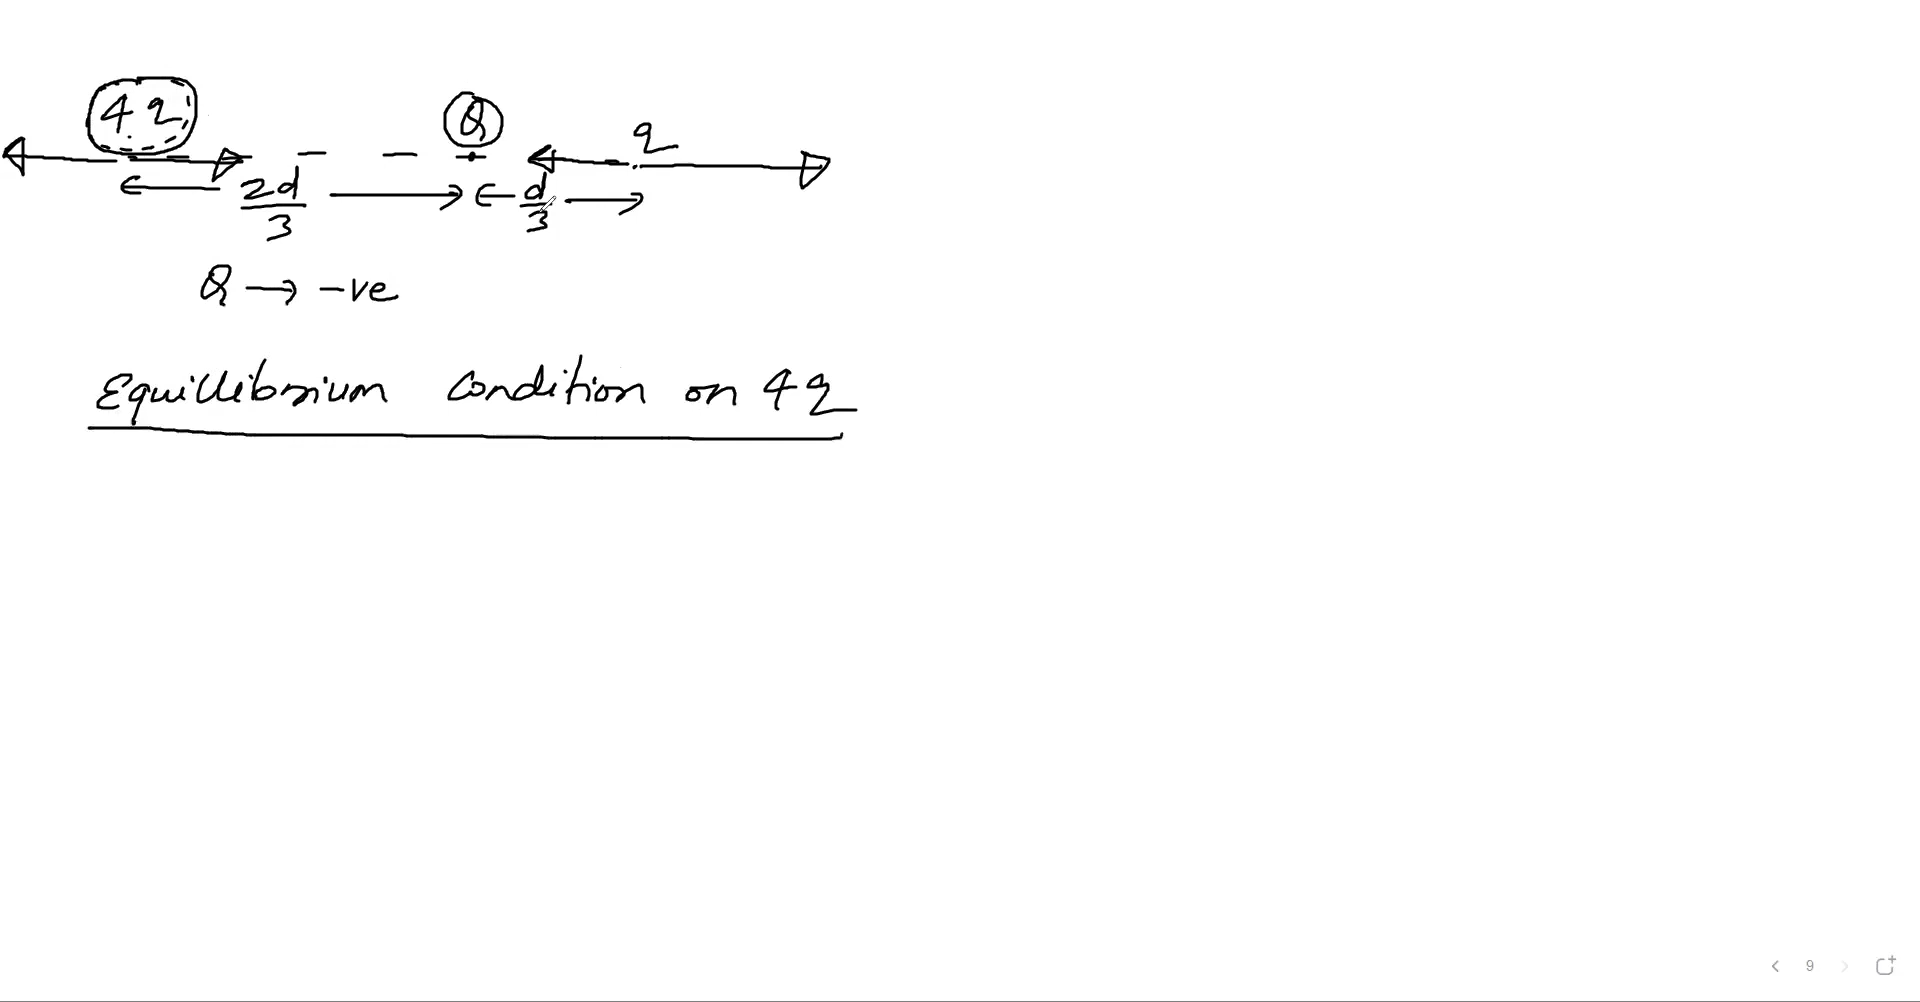 4q Q q
2d/3 d/3
Q → -ve
Equillibrium condition on 4q
9